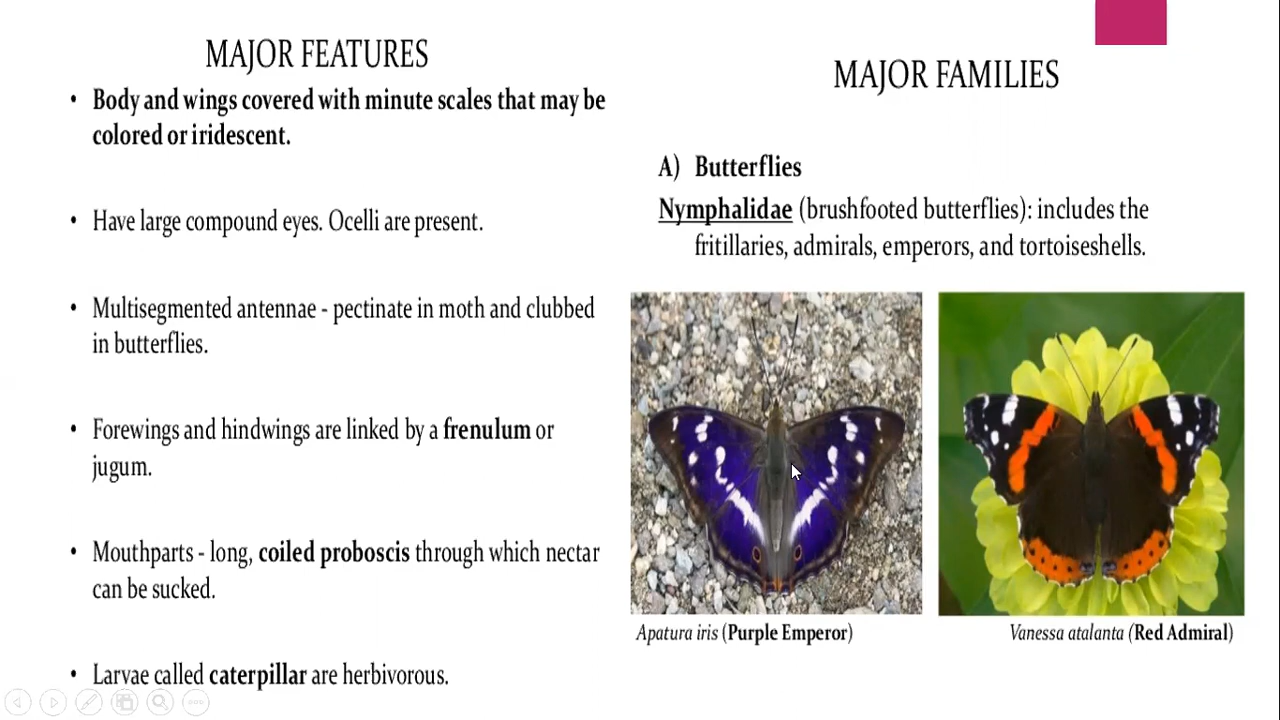 MAJOR FEATURES
• Body and wings covered with minute scales that may be
colored or iridescent.
• Have large compound eyes. Ocelli are present.
• Multisegmented antennae - pectinate in moth and clubbed
in butterflies.
• Forewings and hindwings are linked by a frenulum or
jugum.
• Mouthparts - long, coiled proboscis through which nectar
can be sucked.
• Larvae called caterpillar are herbivorous.
MAJOR FAMILIES
A) Butterflies
Nymphalidae (brushfooted butterflies): includes the
fritillaries, admirals, emperors, and tortoiseshells.
Apatura iris (Purple Emperor)
Vanessa atalanta (Red Admiral)